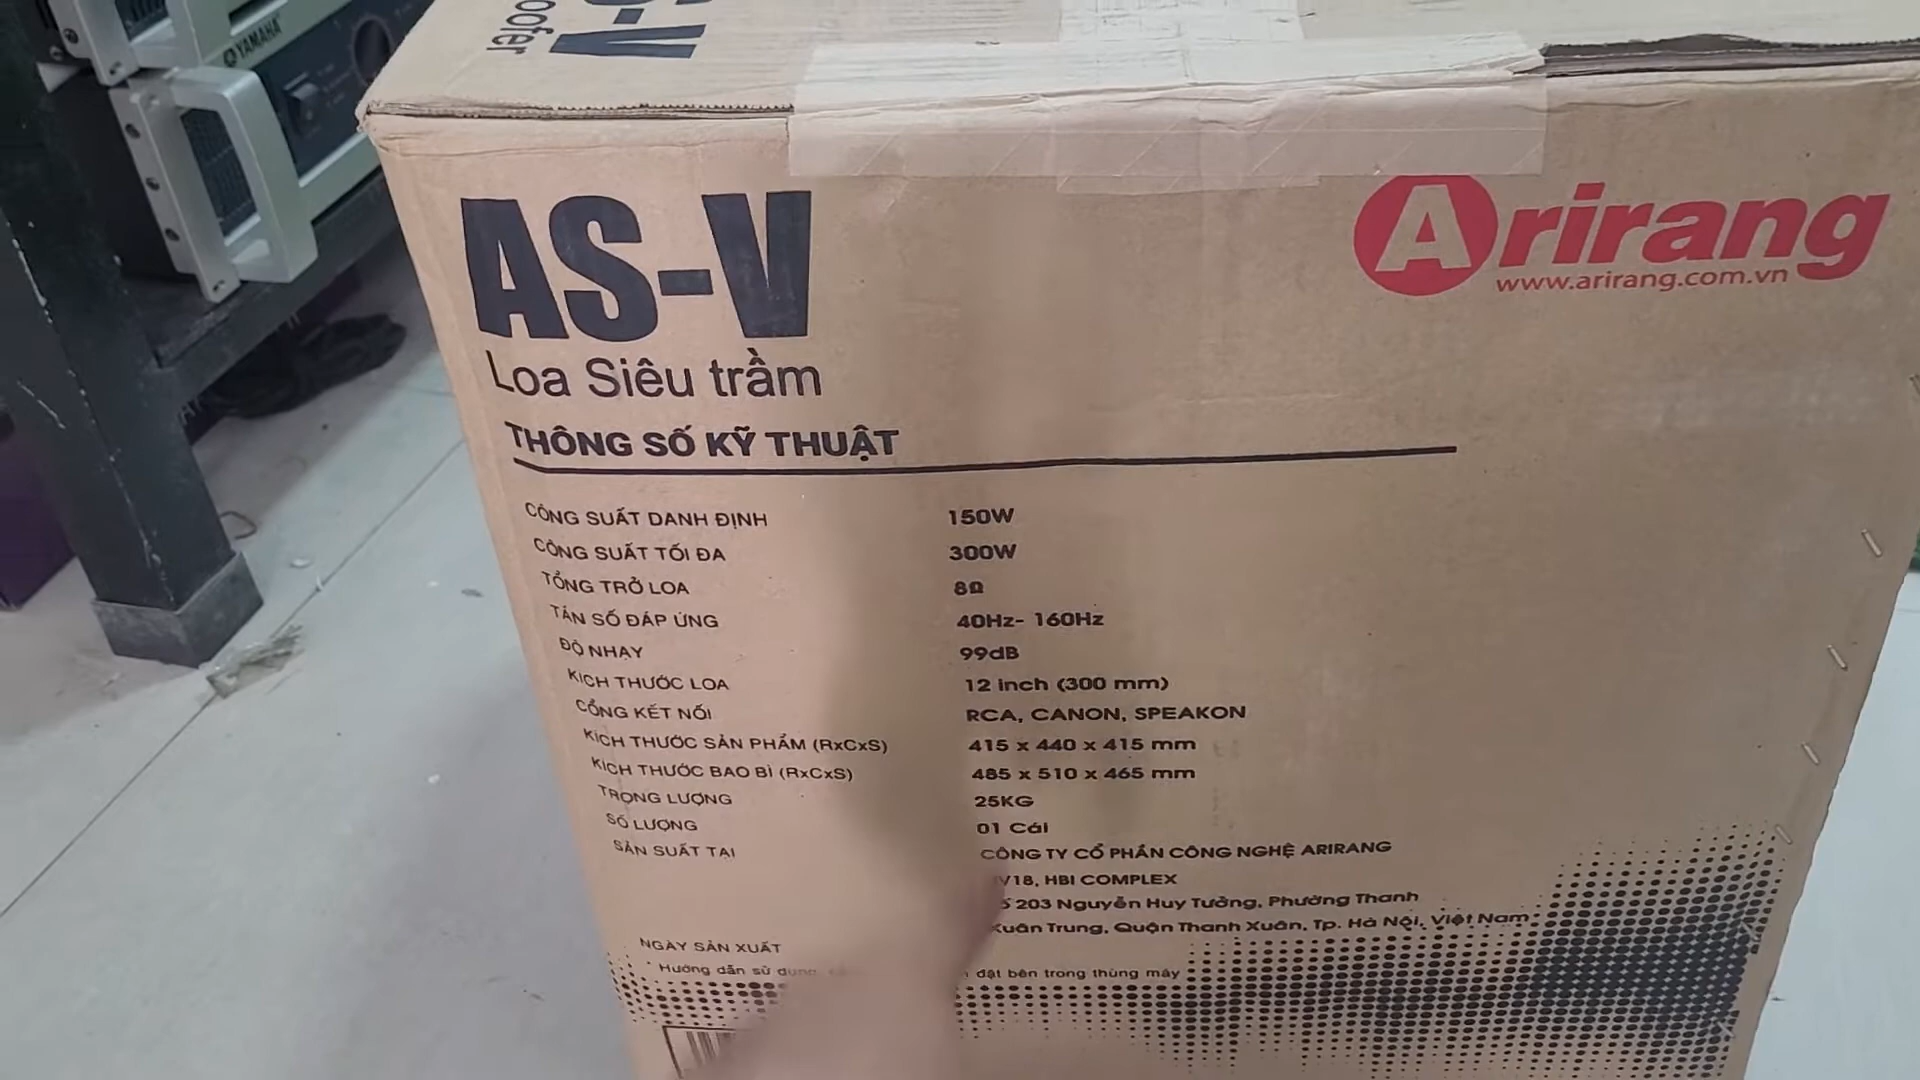 YAMAHA
S-V
oofer
AS-V
Arirang
www.arirang.com.vn
Loa Siêu trầm
THÔNG SỐ KỸ THUẬT
CÔNG SUẤT DANH ĐỊNH 150W
CÔNG SUẤT TỐI ĐA 300W
TỔNG TRỞ LOA 8Ω
TẦN SỐ ĐÁP ỨNG 40Hz- 160Hz
ĐỘ NHẠY 99dB
KÍCH THƯỚC LOA 12 inch (300 mm)
CỔNG KẾT NỐI RCA, CANON, SPEAKON
KÍCH THƯỚC SẢN PHẨM (RxCxS) 415 x 440 x 415 mm
KÍCH THƯỚC BAO BÌ (RxCxS) 485 x 510 x 465 mm
TRỌNG LƯỢNG 25KG
SỐ LƯỢNG 01 Cái
SẢN SUẤT TẠI CÔNG TY CỔ PHẦN CÔNG NGHỆ ARIRANG
V18, HBI COMPLEX
203 Nguyễn Huy Tưởng, Phường Thanh
Xuân Trung, Quận Thanh Xuân, Tp. Hà Nội, Việt Nam
NGÀY SẢN XUẤT
* Hướng dẫn sử dụng đặt bên trong thùng máy